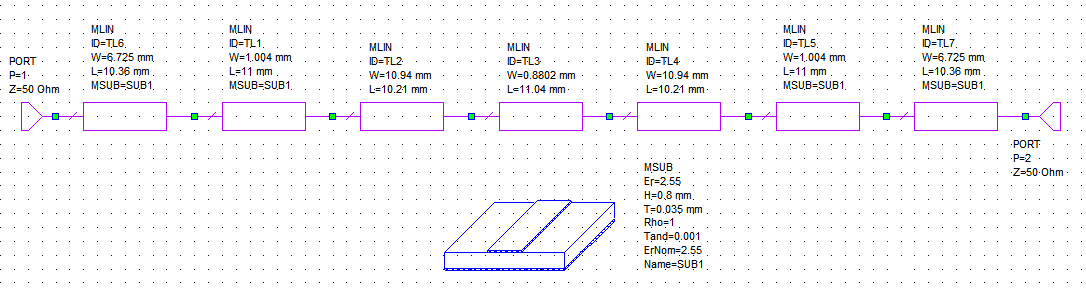 PORT
P=1
Z=50 Ohm
MLIN
ID=TL6
W=6.725 mm
L=10.36 mm
MSUB=SUB1
MLIN
ID=TL1
W=1.004 mm
L=11 mm
MSUB=SUB1
MLIN
ID=TL2
W=10.94 mm
L=10.21 mm
MLIN
ID=TL3
W=0.8802 mm
L=11.04 mm
MLIN
ID=TL4
W=10.94 mm
L=10.21 mm
MLIN
ID=TL5
W=1.004 mm
L=11 mm
MSUB=SUB1
MLIN
ID=TL7
W=6.725 mm
L=10.36 mm
MSUB=SUB1
PORT
P=2
Z=50 Ohm
MSUB
Er=2.55
H=0.8 mm
T=0.035 mm
Rho=1
Tand=0.001
ErNom=2.55
Name=SUB1